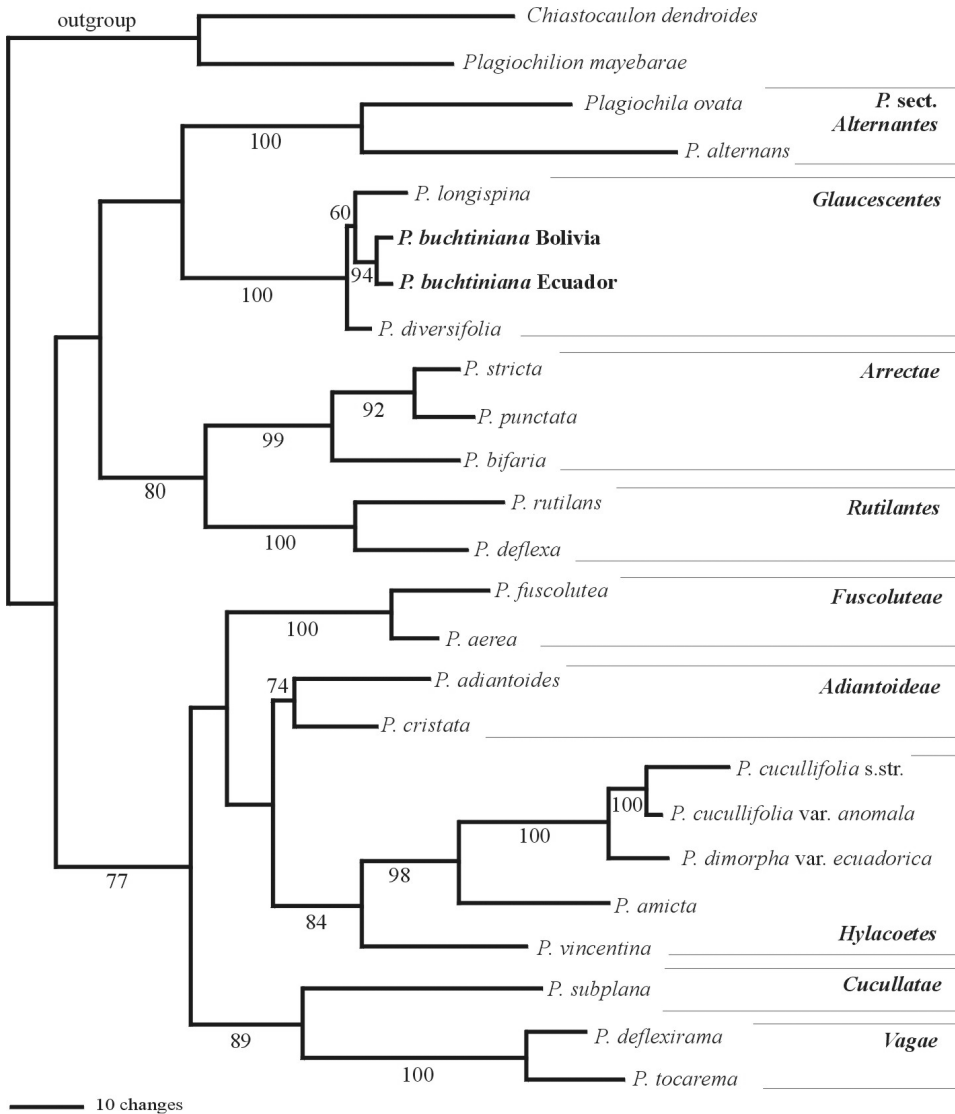 outgroup
Chiastocaulon dendroides
Plagiochilion mayebarae
Plagiochila ovata
P. sect.
Alternantes
100
P. alternans
P. longispina
Glaucescentes
60
P. buchtiniana Bolivia
94
P. buchtiniana Ecuador
100
P. diversifolia
P. stricta
Arrectae
92
P. punctata
99
P. bifaria
80
P. rutilans
Rutilantes
100
P. deflexa
P. fuscolutea
Fuscoluteae
100
P. aerea
74
P. adiantoides
Adiantoideae
P. cristata
P. cucullifolia s.str.
100
P. cucullifolia var. anomala
100
P. dimorpha var. ecuadorica
98
77
P. amicta
84
Hylacoetes
P. vincentina
P. subplana
Cucullatae
89
P. deflexirama
Vagae
100
P. tocarema
10 changes